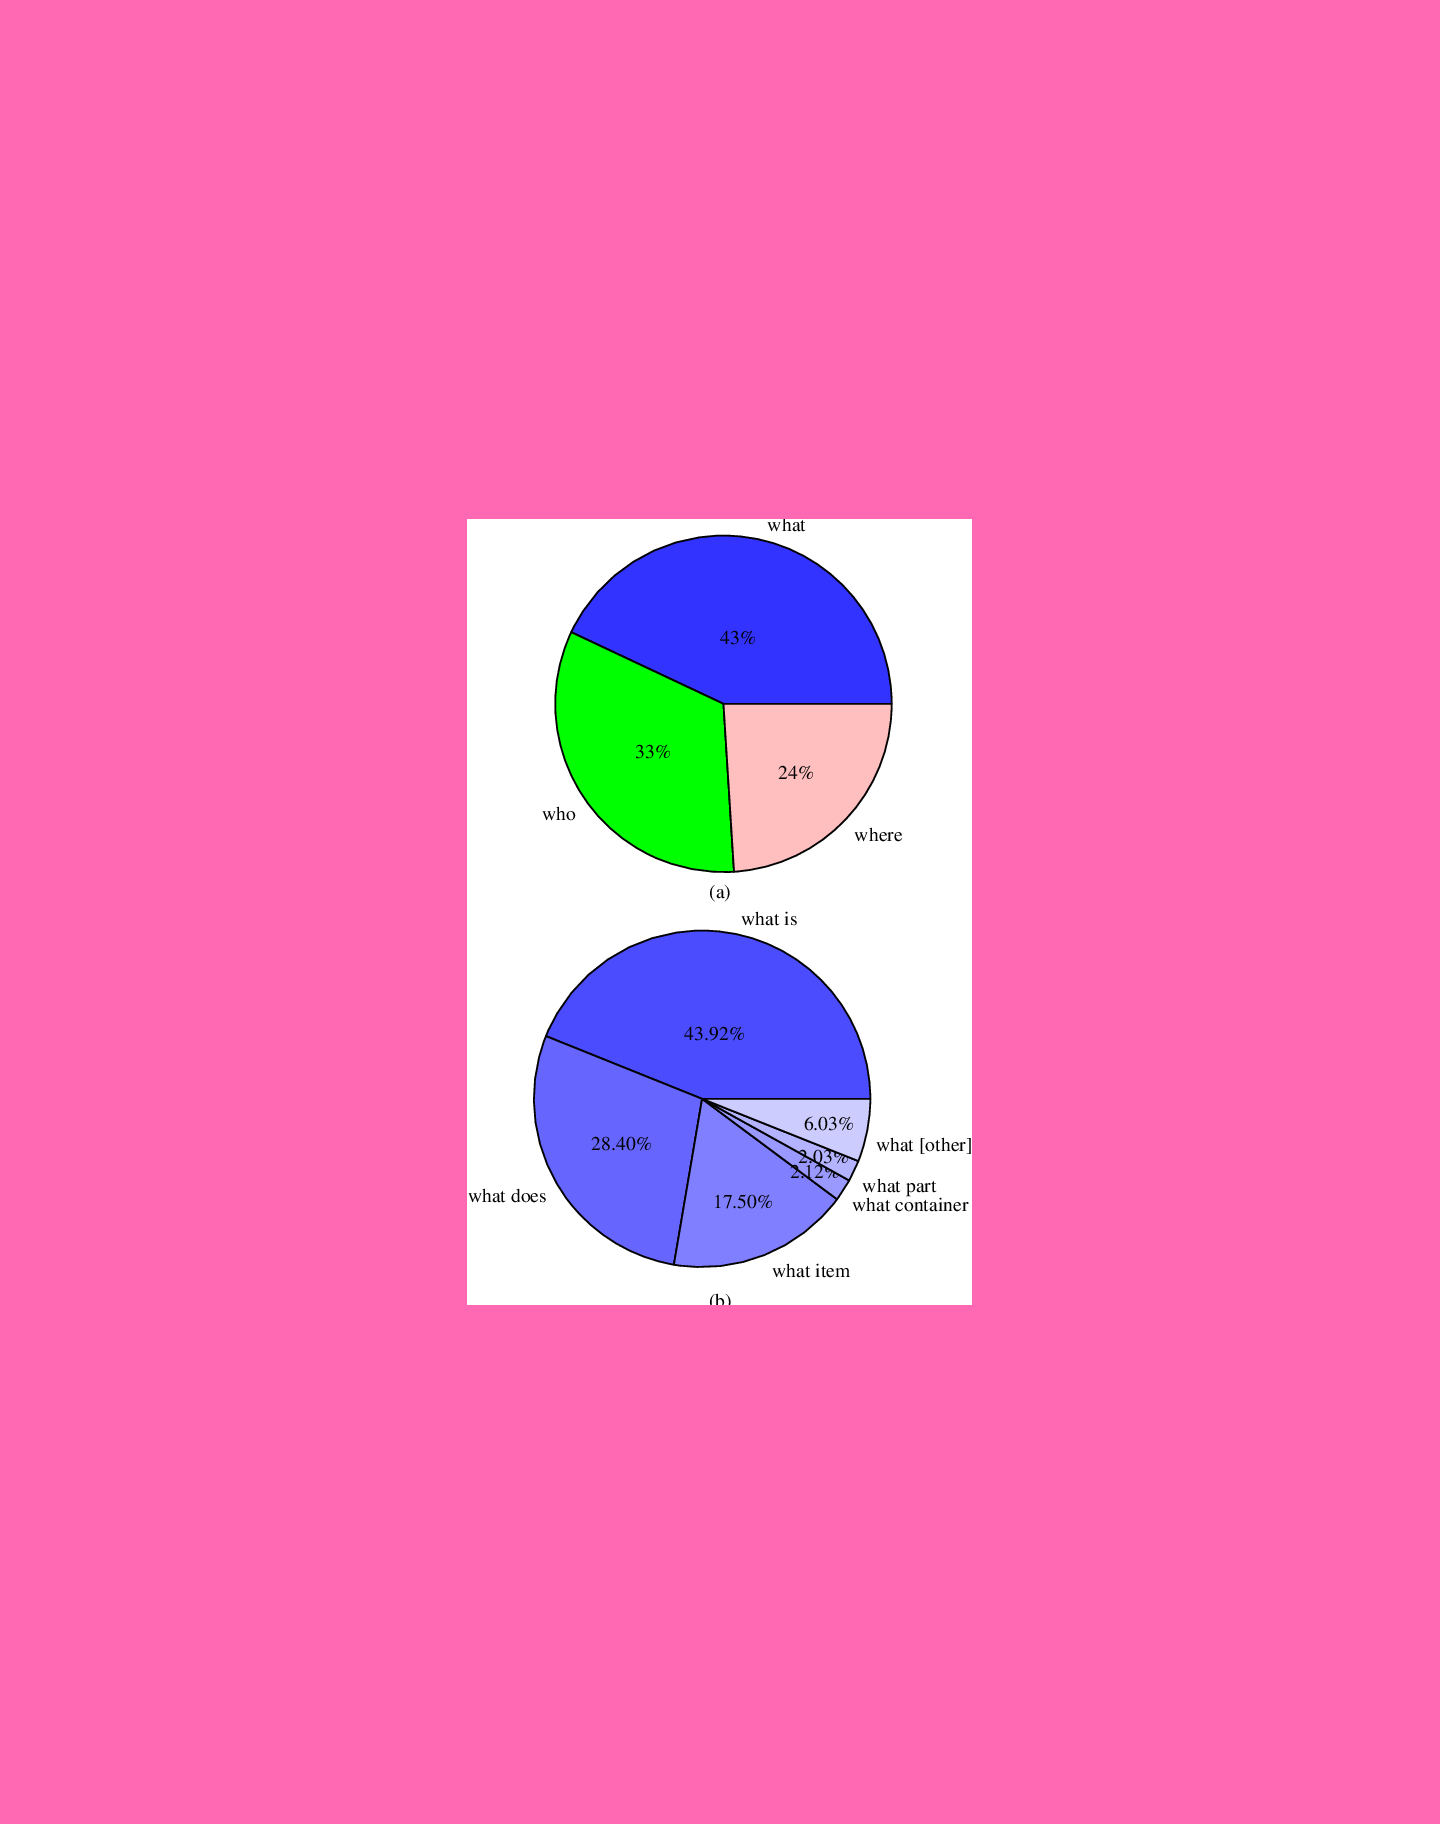 what
43%
33%
24%
who
where
(a)
what is
43.92%
6.03%
28.40%
what [other]
2.03%
2.12%
what part
what does
17.50%
what container
what item
(b)